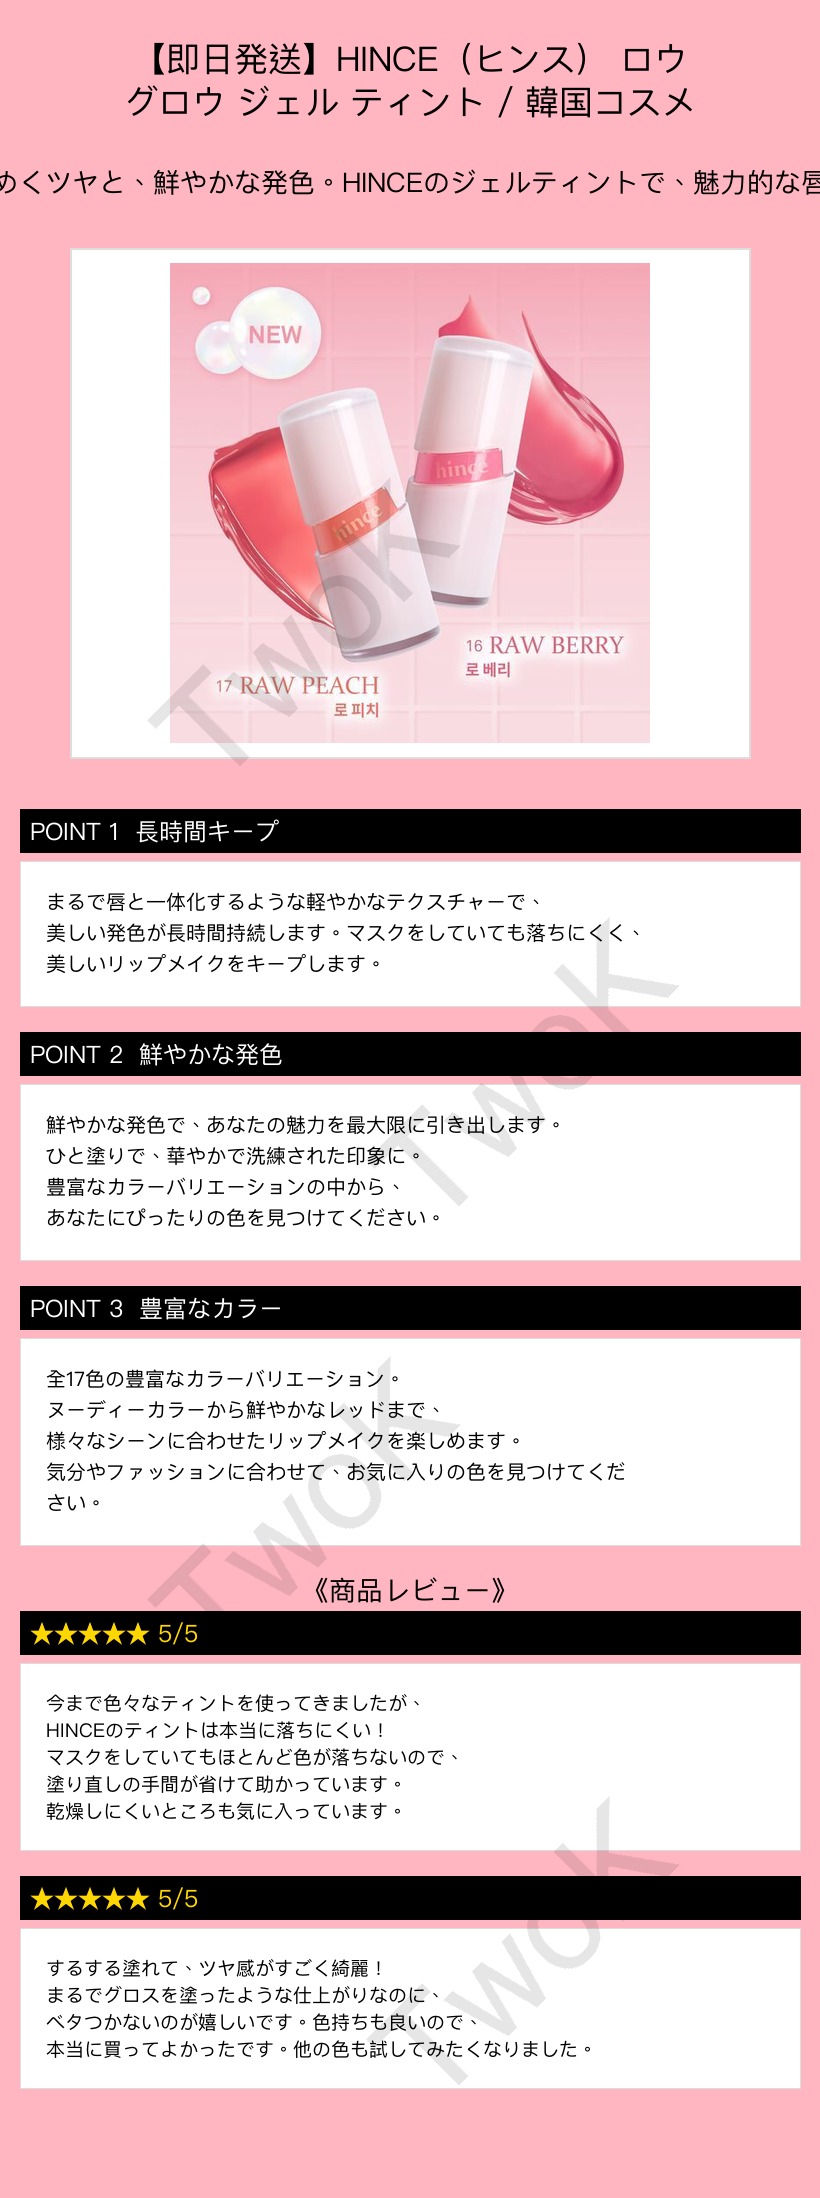 【即日発送】HINCE（ヒンス） ロウ
グロウ ジェル ティント / 韓国コスメ
めくツヤと、鮮やかな発色。HINCEのジェルティントで、魅力的な唇
NEW
hince
hince
16 RAW BERRY
로 베리
17 RAW PEACH
로 피치
TwoK
POINT 1 長時間キープ
まるで唇と一体化するような軽やかなテクスチャーで、
美しい発色が長時間持続します。マスクをしていても落ちにくく、
美しいリップメイクをキープします。
TwoK
POINT 2 鮮やかな発色
鮮やかな発色で、あなたの魅力を最大限に引き出します。
ひと塗りで、華やかで洗練された印象に。
豊富なカラーバリエーションの中から、
あなたにぴったりの色を見つけてください。
POINT 3 豊富なカラー
全17色の豊富なカラーバリエーション。
ヌーディーカラーから鮮やかなレッドまで、
様々なシーンに合わせたリップメイクを楽しめます。
気分やファッションに合わせて、お気に入りの色を見つけてくだ
さい。
TwoK
《商品レビュー》
★★★★★ 5/5
今まで色々なティントを使ってきましたが、
HINCEのティントは本当に落ちにくい！
マスクをしていてもほとんど色が落ちないので、
塗り直しの手間が省けて助かっています。
乾燥しにくいところも気に入っています。
★★★★★ 5/5
TwoK
するする塗れて、ツヤ感がすごく綺麗！
まるでグロスを塗ったような仕上がりなのに、
ベタつかないのが嬉しいです。色持ちも良いので、
本当に買ってよかったです。他の色も試してみたくなりました。